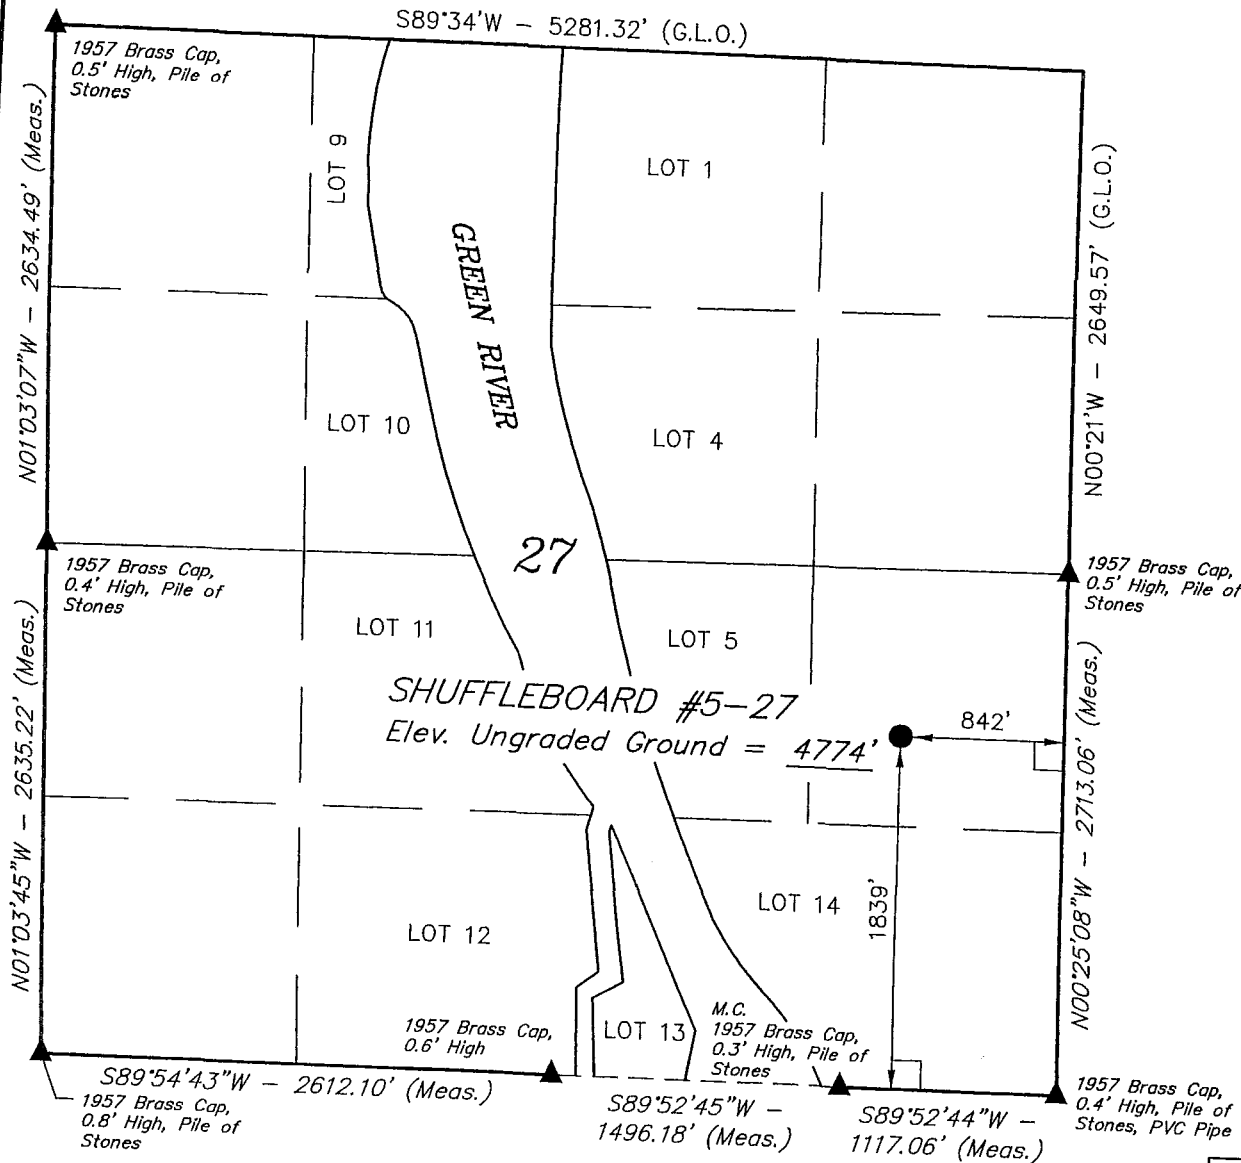 S89°34'W - 5281.32' (G.L.O.)
1957 Brass Cap,
0.5' High, Pile of
Stones
N01°03'07"W - 2634.49' (Meas.)
LOT 9
LOT 1
GREEN RIVER
N00°21'W - 2649.57' (G.L.O.)
LOT 10
LOT 4
27
1957 Brass Cap,
0.4' High, Pile of
Stones
1957 Brass Cap,
0.5' High, Pile of
Stones
LOT 11
LOT 5
N01°03'45"W - 2635.22' (Meas.)
SHUFFLEBOARD #5-27
Elev. Ungraded Ground = 4774'
842'
N00°25'08"W - 2713.06' (Meas.)
1839'
LOT 14
LOT 12
LOT 13
1957 Brass Cap,
0.6' High
M.C.
1957 Brass Cap,
0.3' High, Pile of
Stones
S89°54'43"W - 2612.10' (Meas.)
1957 Brass Cap,
0.8' High, Pile of
Stones
S89°52'45"W -
1496.18' (Meas.)
S89°52'44"W -
1117.06' (Meas.)
1957 Brass Cap,
0.4' High, Pile of
Stones, PVC Pipe